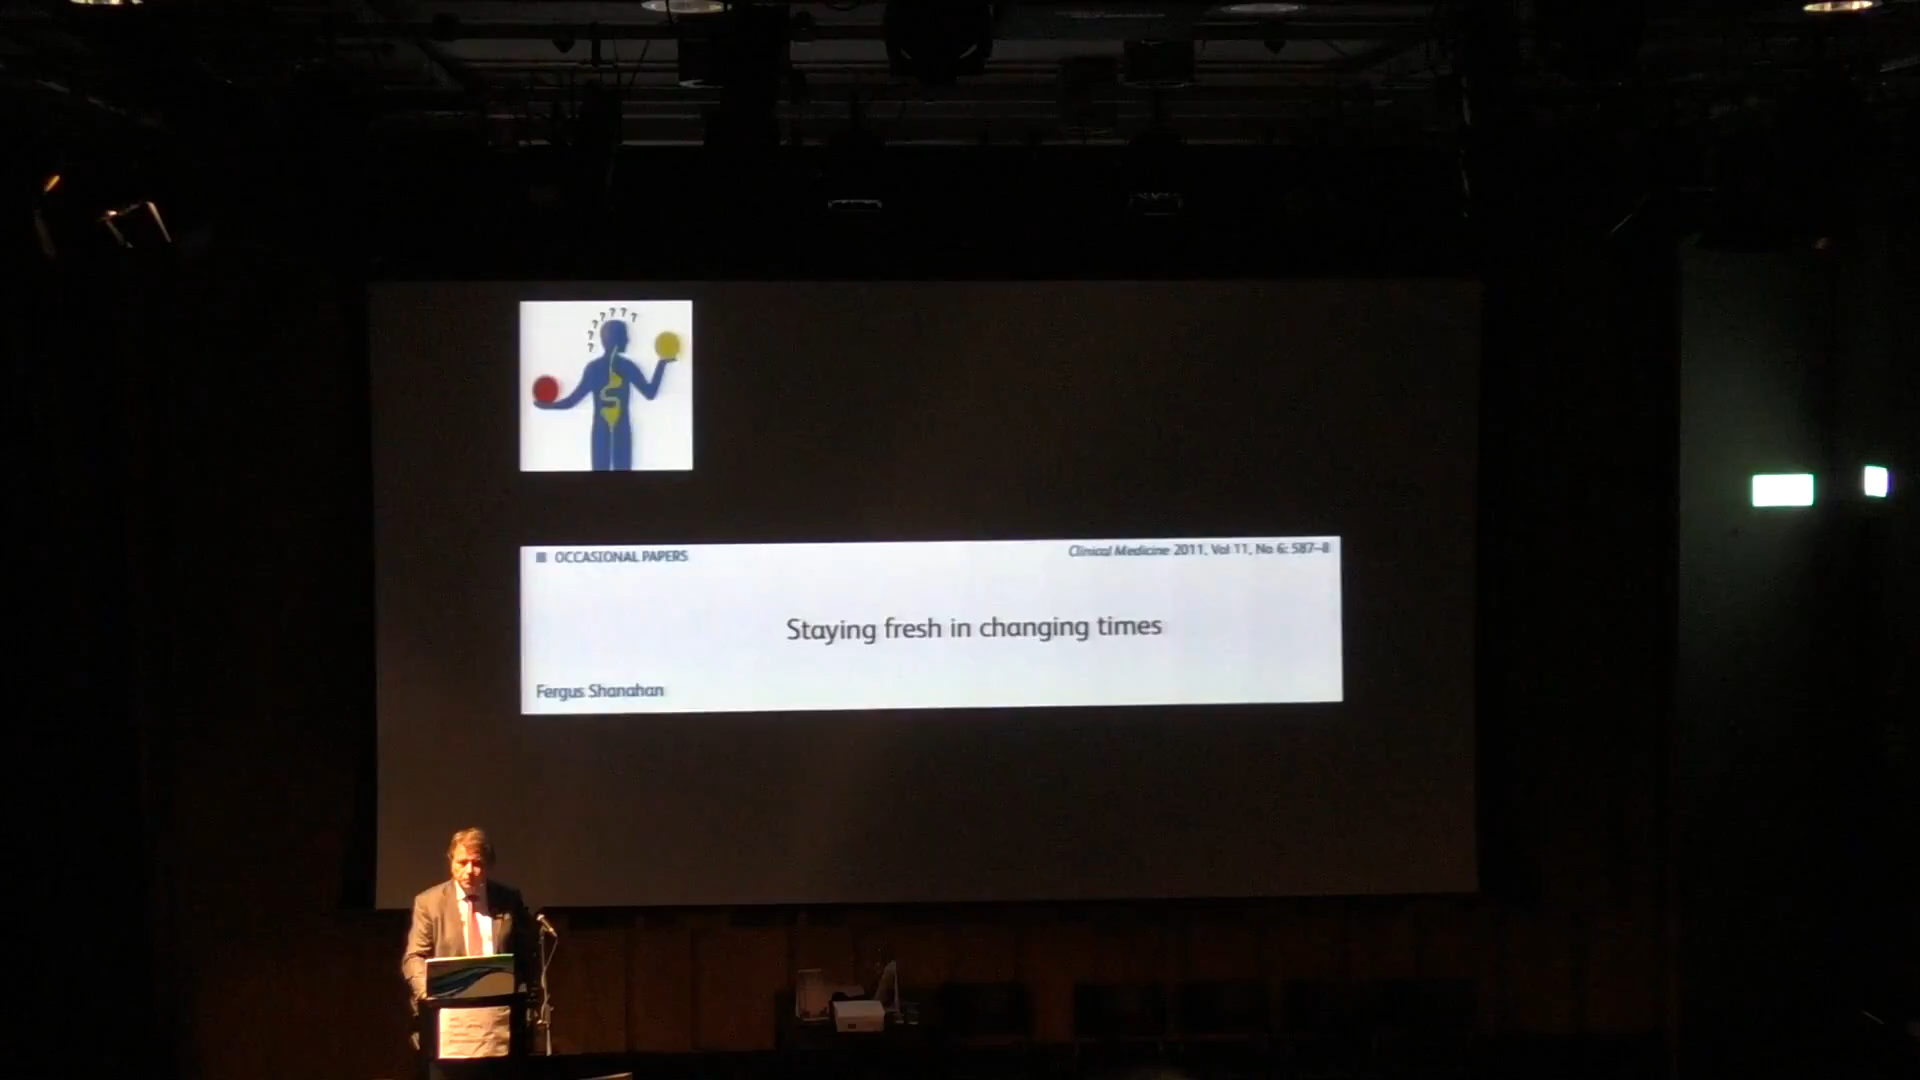 ? ? ? ? ? ? ?
■ OCCASIONAL PAPERS
Clinical Medicine 2011, Vol 11, No 6: 587–8
Staying fresh in changing times
Fergus Shanahan